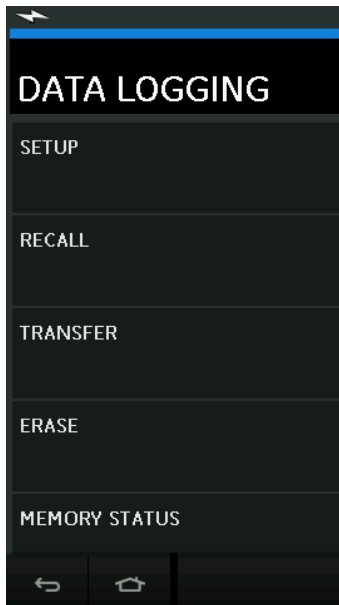 DATA LOGGING
SETUP
RECALL
TRANSFER
ERASE
MEMORY STATUS